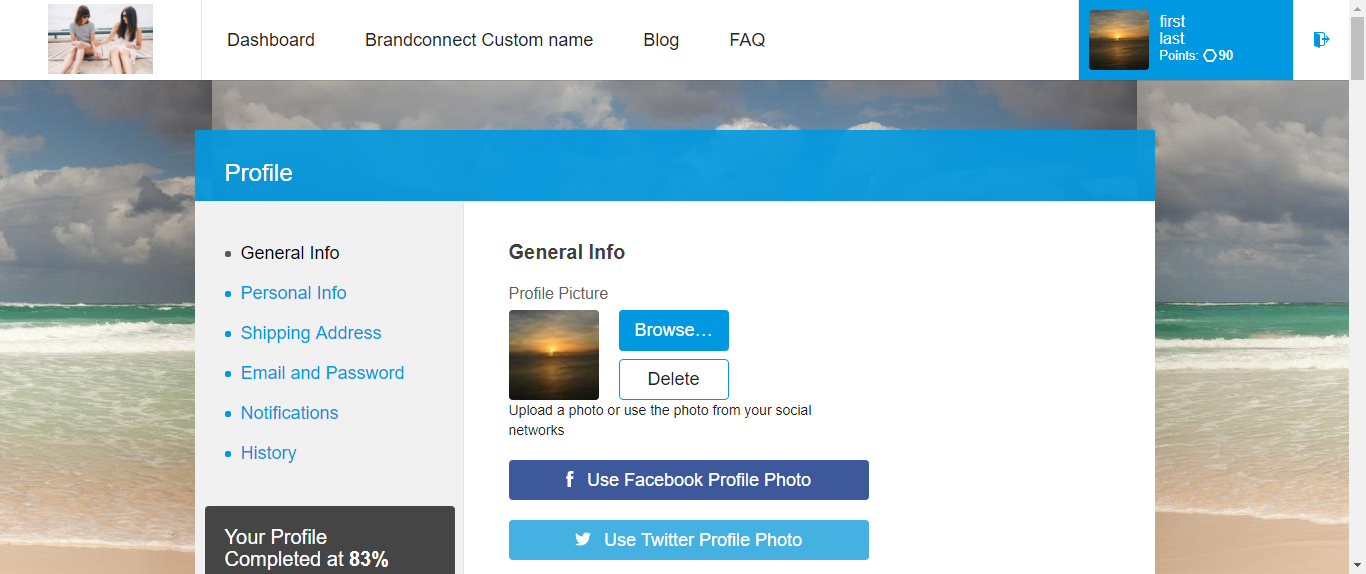 Dashboard
Brandconnect Custom name
Blog
FAQ
first
last
Points: 90
Profile
General Info
Personal Info
Shipping Address
Email and Password
Notifications
History
Your Profile
Completed at 83%
General Info
Profile Picture
Browse...
Delete
Upload a photo or use the photo from your social
networks
Use Facebook Profile Photo
Use Twitter Profile Photo